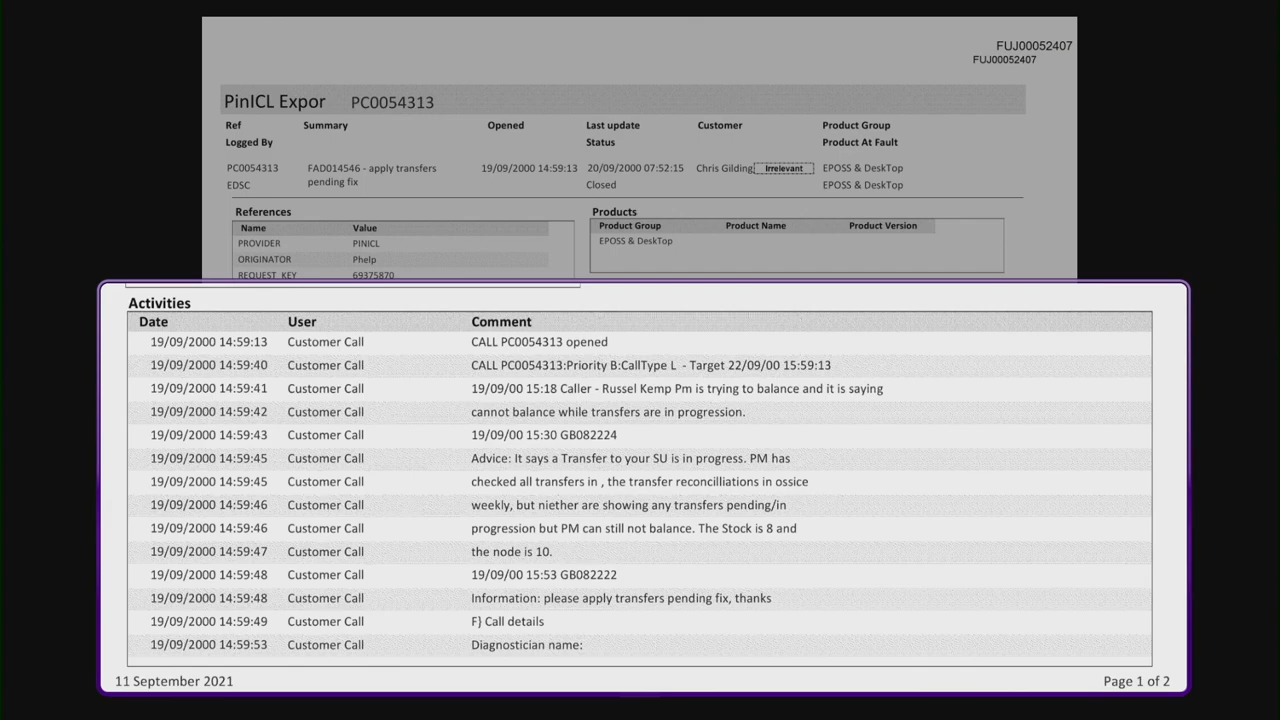 FUJ00052407
FUJ00052407
PinICL Expor PC0054313
Ref Summary Opened Last update Customer Product Group
Logged By Status Product At Fault
PC0054313 FAD014546 - apply transfers 19/09/2000 14:59:13 20/09/2000 07:52:15 Chris Gilding Irrelevant EPOSS & DeskTop
EDSC pending fix Closed EPOSS & DeskTop
References Products
Name Value Product Group Product Name Product Version
PROVIDER PINICL EPOSS & DeskTop
ORIGINATOR Phelp
REQUEST_KEY 69375870
Activities
Date User Comment
19/09/2000 14:59:13 Customer Call CALL PC0054313 opened
19/09/2000 14:59:40 Customer Call CALL PC0054313:Priority B:CallType L - Target 22/09/00 15:59:13
19/09/2000 14:59:41 Customer Call 19/09/00 15:18 Caller - Russel Kemp Pm is trying to balance and it is saying
19/09/2000 14:59:42 Customer Call cannot balance while transfers are in progression.
19/09/2000 14:59:43 Customer Call 19/09/00 15:30 GB082224
19/09/2000 14:59:45 Customer Call Advice: It says a Transfer to your SU is in progress. PM has
19/09/2000 14:59:45 Customer Call checked all transfers in , the transfer reconcilliations in ossice
19/09/2000 14:59:46 Customer Call weekly, but niether are showing any transfers pending/in
19/09/2000 14:59:46 Customer Call progression but PM can still not balance. The Stock is 8 and
19/09/2000 14:59:47 Customer Call the node is 10.
19/09/2000 14:59:48 Customer Call 19/09/00 15:53 GB082222
19/09/2000 14:59:48 Customer Call Information: please apply transfers pending fix, thanks
19/09/2000 14:59:49 Customer Call F} Call details
19/09/2000 14:59:53 Customer Call Diagnostician name:
11 September 2021 Page 1 of 2